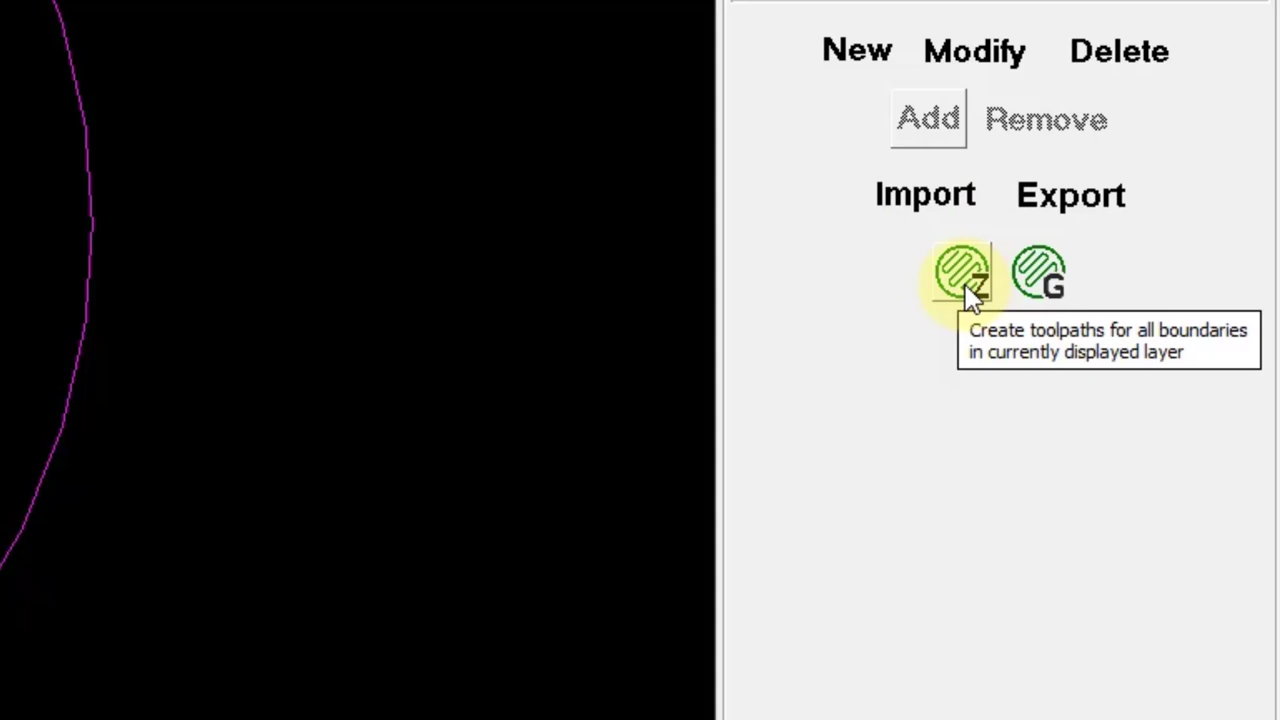 New Modify Delete
Add Remove
Import Export
Z G
Create toolpaths for all boundaries
in currently displayed layer